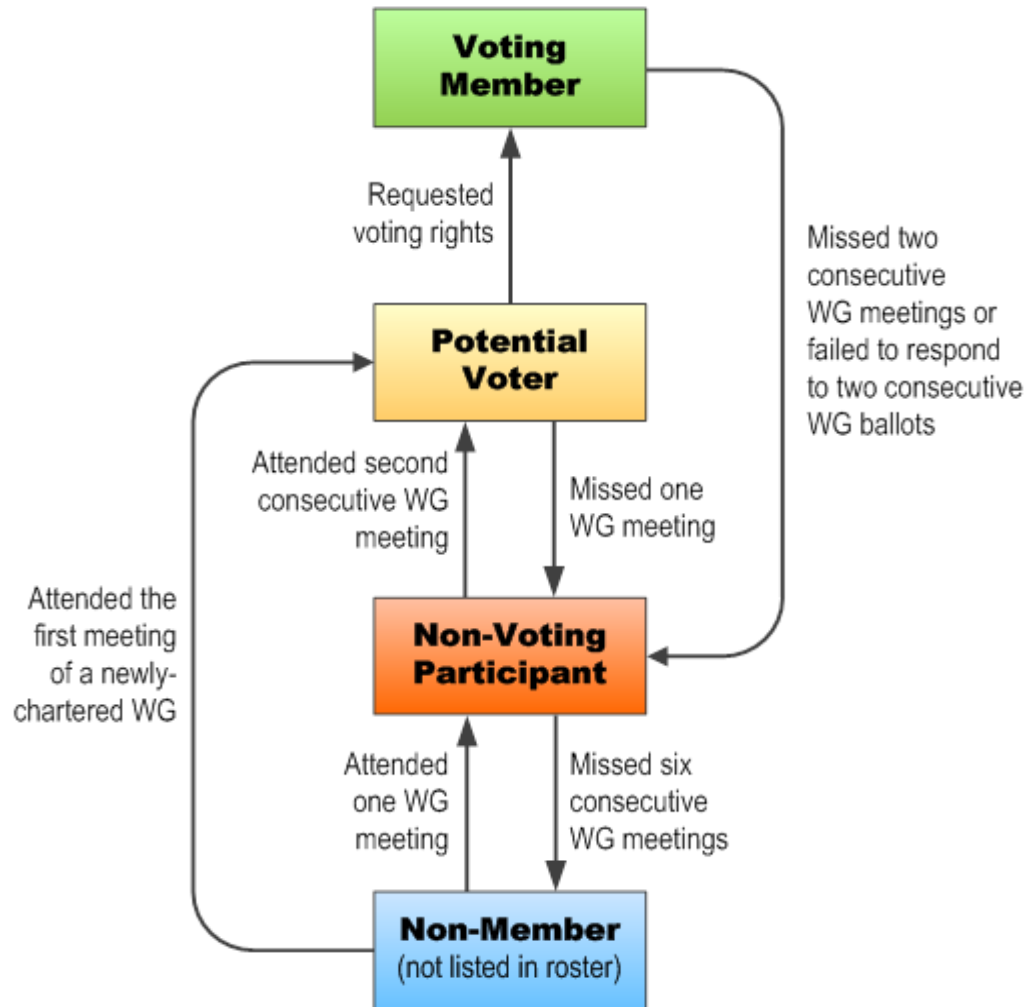 Voting
Member
Requested
voting rights
Missed two
consecutive
WG meetings or
failed to respond
to two consecutive
WG ballots
Potential
Voter
Attended second
consecutive WG
meeting
Missed one
WG meeting
Attended the
first meeting
of a newly-
chartered WG
Non-Voting
Participant
Attended
one WG
meeting
Missed six
consecutive
WG meetings
Non-Member
(not listed in roster)